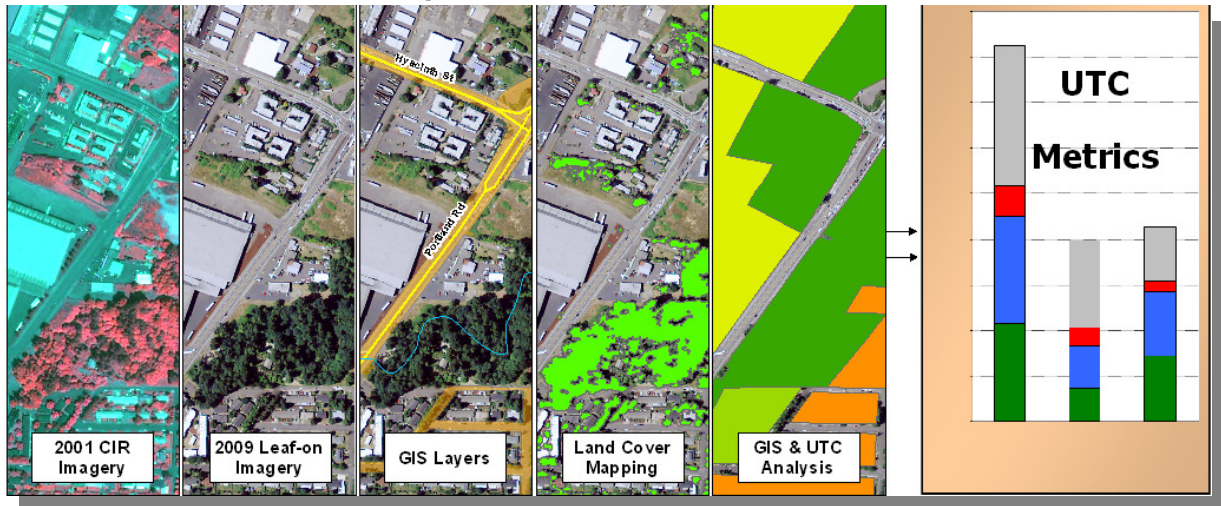 Hyacinth St
Portland Rd
2001 CIR
Imagery
2009 Leaf-on
Imagery
GIS Layers
Land Cover
Mapping
GIS & UTC
Analysis
UTC
Metrics